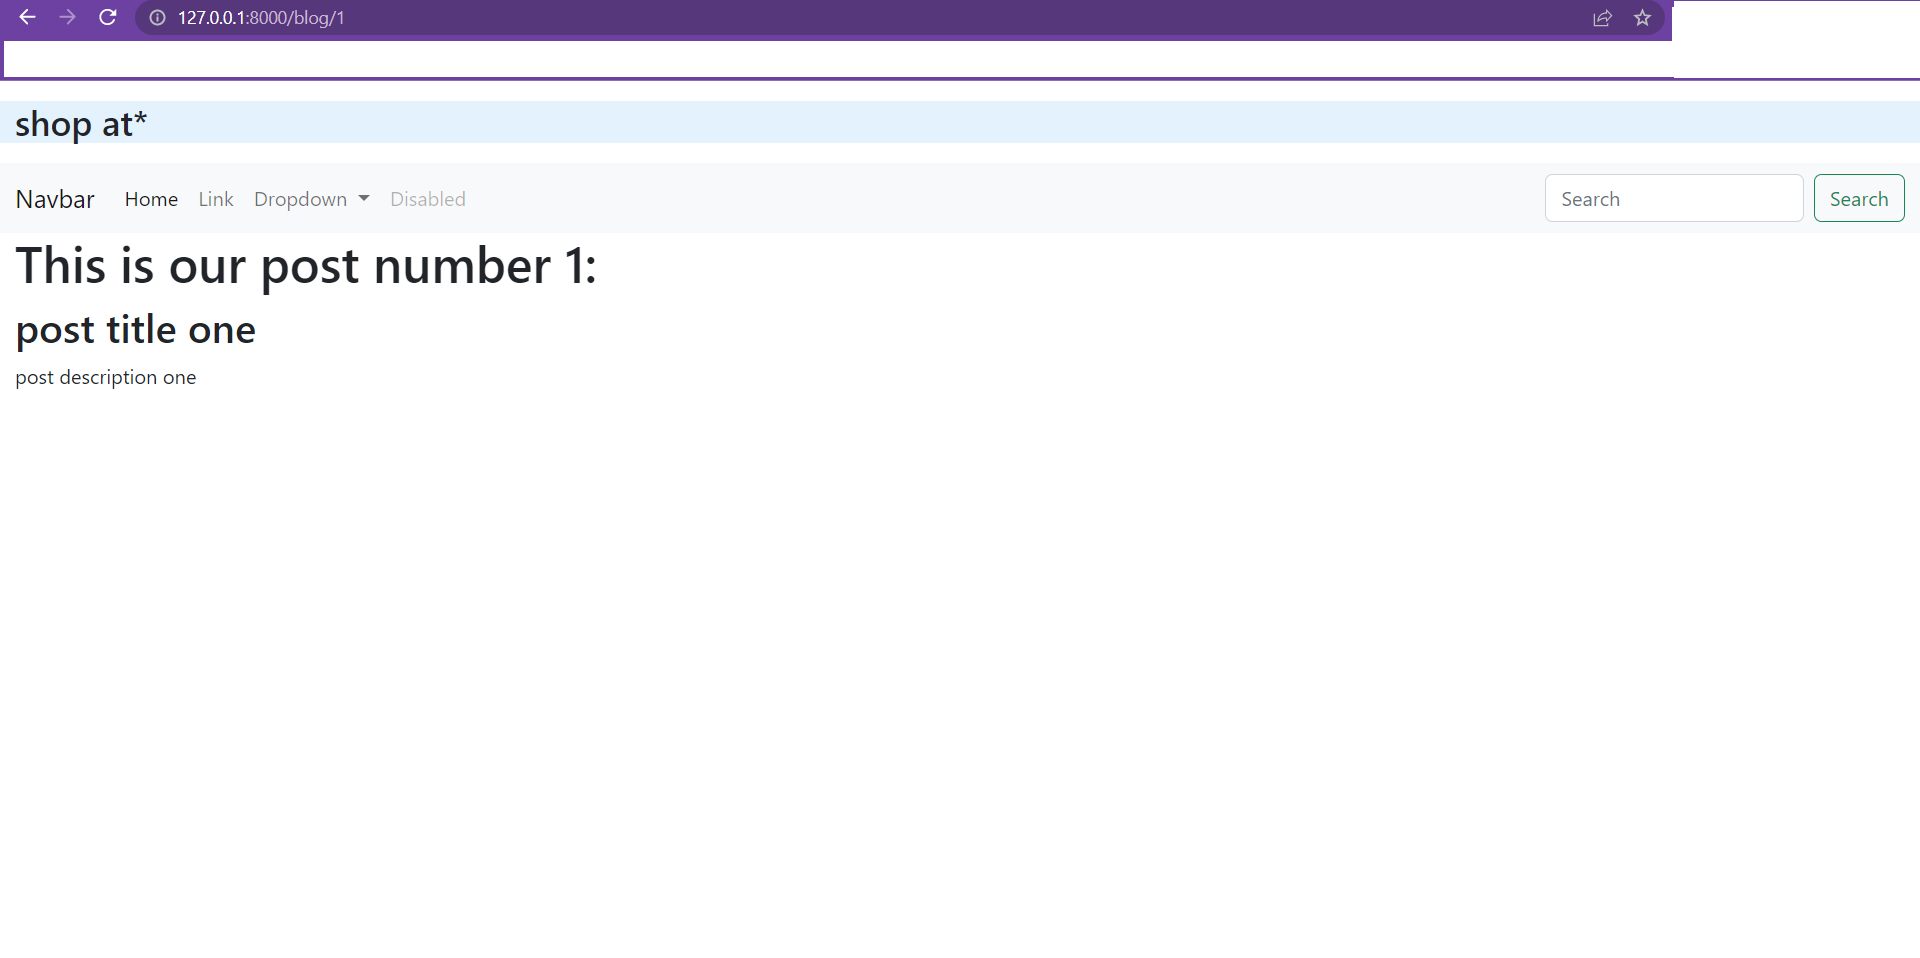 127.0.0.1:8000/blog/1
shop at*
Navbar Home Link Dropdown Disabled Search Search
This is our post number 1:
post title one
post description one